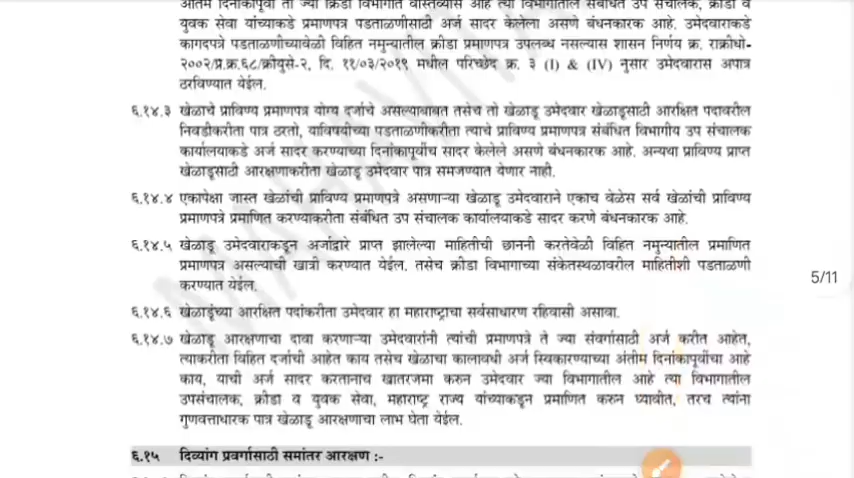 अंतिम दिनांकापूर्वी तो ज्या क्रिडा विभागात वास्तव्यास आहे त्या विभागातील संबंधित उप संचालक, क्रीडा व
युवक सेवा यांच्याकडे प्रमाणपत्र पडताळणीसाठी अर्ज सादर केलेला असणे बंधनकारक आहे. उमेदवाराकडे
कागदपत्रे पडताळणीच्यावेळी विहित नमुन्यातील क्रीडा प्रमाणपत्र उपलब्ध नसल्यास शासन निर्णय क्र. राक्रीधो-
२००२/प्र.क्र.६८/क्रीयुसे-२, दि. ११/०३/२०१९ मधील परिच्छेद क्र. ३ (I) & (IV) नुसार उमेदवारास अपात्र
ठरविण्यात येईल.
६.१४.३ खेळाचे प्राविण्य प्रमाणपत्र योग्य दर्जाचे असल्याबाबत तसेच तो खेळाडू उमेदवार खेळाडूसाठी आरक्षित पदावरील
निवडीकरीता पात्र ठरतो, याविषयीच्या पडताळणीकरीता त्याचे प्राविण्य प्रमाणपत्र संबंधित विभागीय उप संचालक
कार्यालयाकडे अर्ज सादर करण्याच्या दिनांकापूर्वीच सादर केलेले असणे बंधनकारक आहे. अन्यथा प्राविण्य प्राप्त
खेळाडूसाठी आरक्षणाकरीता खेळाडू उमेदवार पात्र समजण्यात येणार नाही.
६.१४.४ एकापेक्षा जास्त खेळांची प्राविण्य प्रमाणपत्रे असणाऱ्या खेळाडू उमेदवाराने एकाच वेळेस सर्व खेळांची प्राविण्य
प्रमाणपत्रे प्रमाणित करण्याकरीता संबंधित उप संचालक कार्यालयाकडे सादर करणे बंधनकारक आहे.
६.१४.५ खेळाडू उमेदवाराकडून अर्जाद्वारे प्राप्त झालेल्या माहितीची छाननी करतेवेळी विहित नमुन्यातील प्रमाणित
प्रमाणपत्र असल्याची खात्री करण्यात येईल. तसेच क्रीडा विभागाच्या संकेतस्थळावरील माहितीशी पडताळणी
करण्यात येईल.
5/11
६.१४.६ खेळाडूंच्या आरक्षित पदांकरीता उमेदवार हा महाराष्ट्राचा सर्वसाधारण रहिवासी असावा.
६.१४.७ खेळाडू आरक्षणाचा दावा करणाऱ्या उमेदवारांनी त्यांची प्रमाणपत्रे ते ज्या संवर्गासाठी अर्ज करीत आहेत,
त्याकरीता विहित दर्जाची आहेत काय तसेच खेळाचा कालावधी अर्ज स्विकारण्याच्या अंतीम दिनांकापूर्वीचा आहे
काय, याची अर्ज सादर करतानाच खातरजमा करुन उमेदवार ज्या विभागातील आहे त्या विभागातील
उपसंचालक, क्रीडा व युवक सेवा, महाराष्ट्र राज्य यांच्याकडून प्रमाणित करुन घ्यावीत, तरच त्यांना
गुणवत्ताधारक पात्र खेळाडू आरक्षणाचा लाभ घेता येईल.
६.१५ दिव्यांग प्रवर्गासाठी समांतर आरक्षण :-